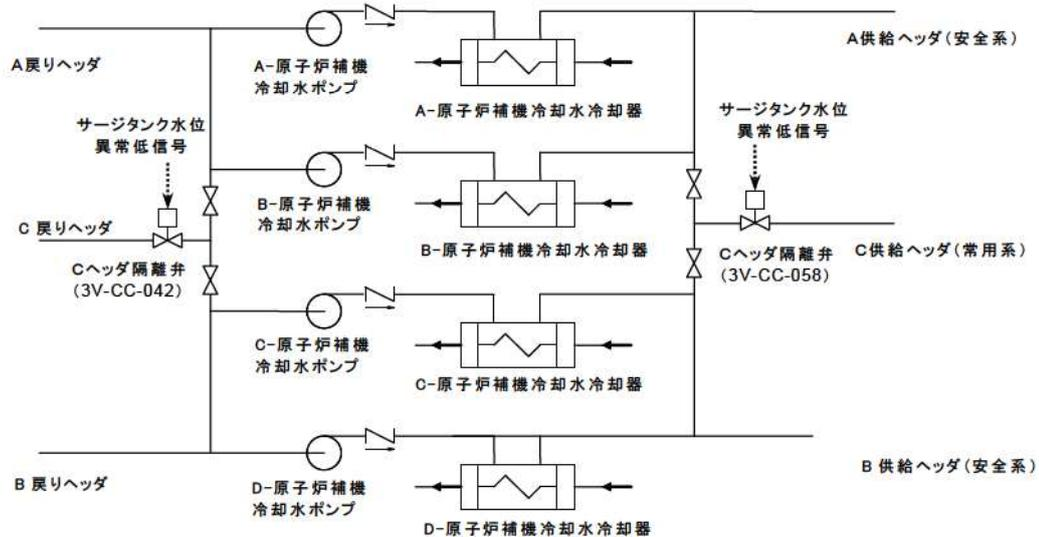 A戻りヘッダ
A-原子炉補機
冷却水ポンプ
A-原子炉補機冷却水冷却器
A供給ヘッダ(安全系)
サージタンク水位
異常低信号
サージタンク水位
異常低信号
B-原子炉補機
冷却水ポンプ
B-原子炉補機冷却水冷却器
C 戻りヘッダ
Cヘッダ隔離弁
(3V-CC-042)
Cヘッダ隔離弁
(3V-CC-058)
C供給ヘッダ(常用系)
C-原子炉補機
冷却水ポンプ
C-原子炉補機冷却水冷却器
B 戻りヘッダ
D-原子炉補機
冷却水ポンプ
D-原子炉補機冷却水冷却器
B 供給ヘッダ(安全系)